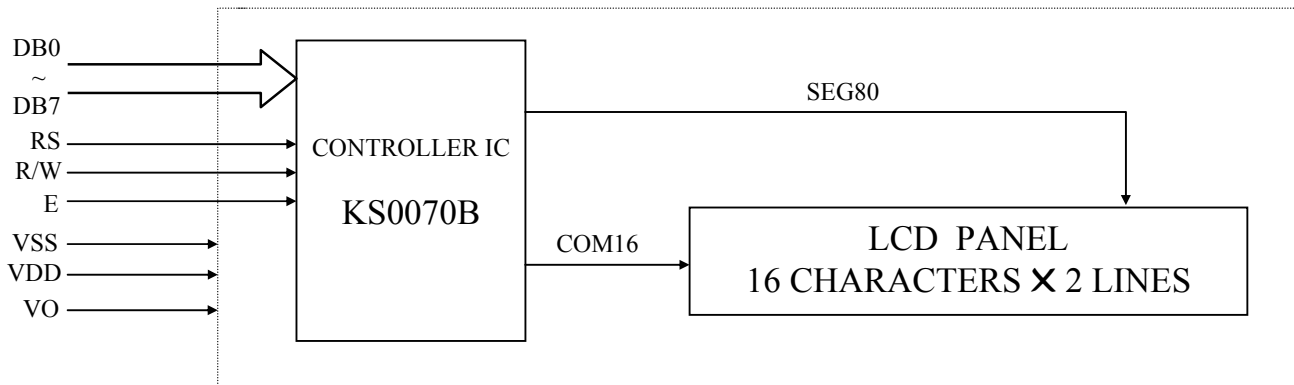 DB0
~
DB7
RS
R/W
E
VSS
VDD
VO
CONTROLLER IC
KS0070B
SEG80
COM16
LCD PANEL
16 CHARACTERS X 2 LINES